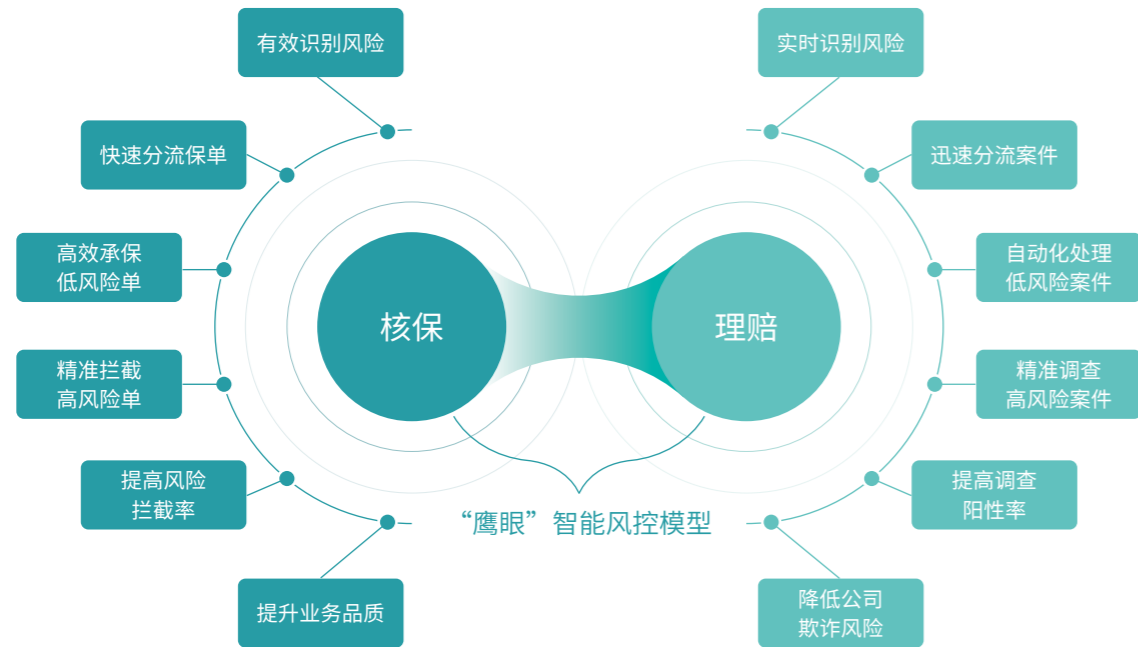 有效识别风险
快速分流保单
高效承保
低风险单
精准拦截
高风险单
提高风险
拦截率
提升业务品质
核保
理赔
“鹰眼”智能风控模型
实时识别风险
迅速分流案件
自动化处理
低风险案件
精准调查
高风险案件
提高调查
阳性率
降低公司
欺诈风险